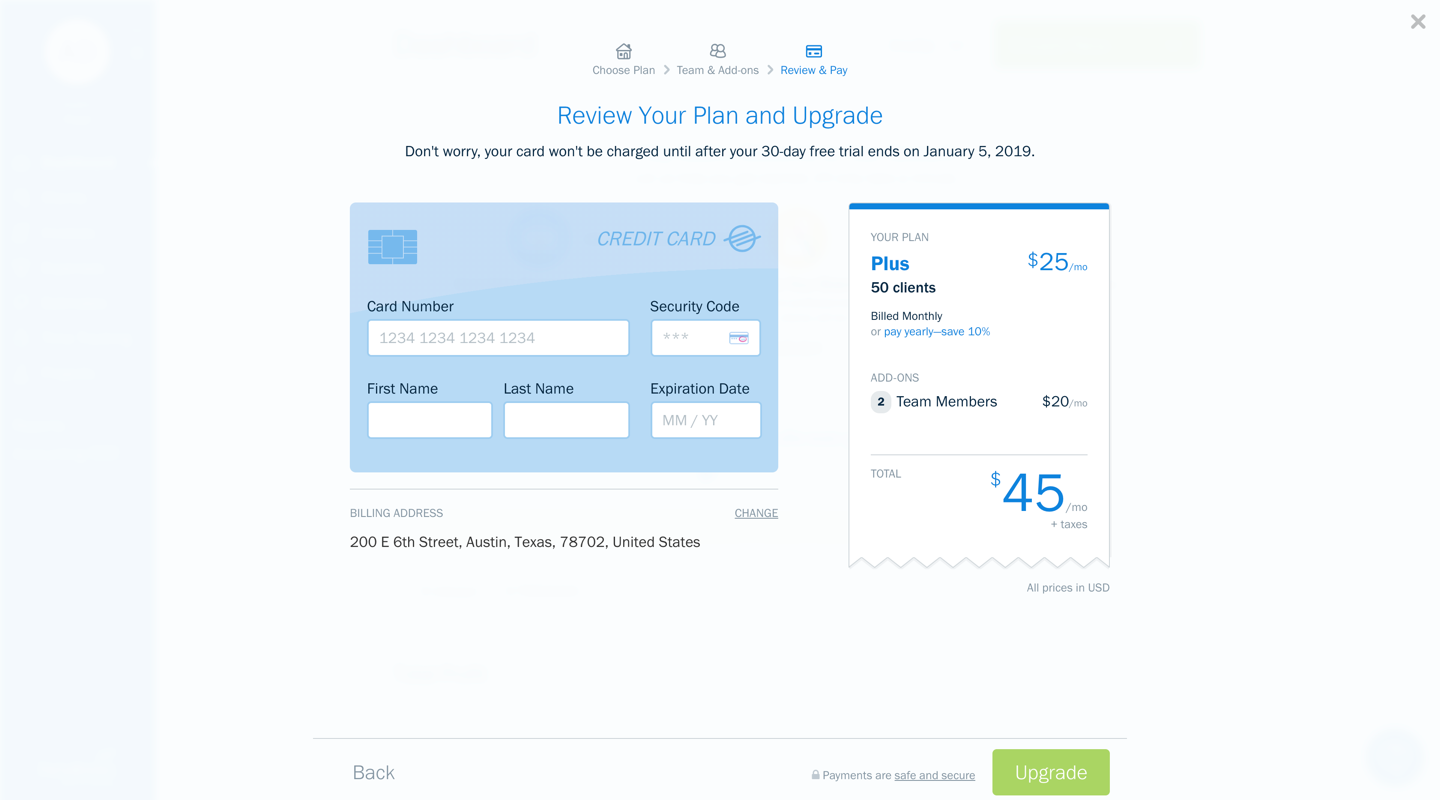 Choose Plan
Team & Add-ons
Review & Pay
Review Your Plan and Upgrade
Don't worry, your card won't be charged until after your 30-day free trial ends on January 5, 2019.
CREDIT CARD
Card Number
Security Code
1234 1234 1234 1234
***
First Name
Last Name
Expiration Date
MM / YY
BILLING ADDRESS
CHANGE
200 E 6th Street, Austin, Texas, 78702, United States
YOUR PLAN
Plus
$25/mo
50 clients
Billed Monthly
or pay yearly—save 10%
ADD-ONS
2 Team Members
$20/mo
TOTAL
$45/mo
+ taxes
All prices in USD
Back
Payments are safe and secure
Upgrade